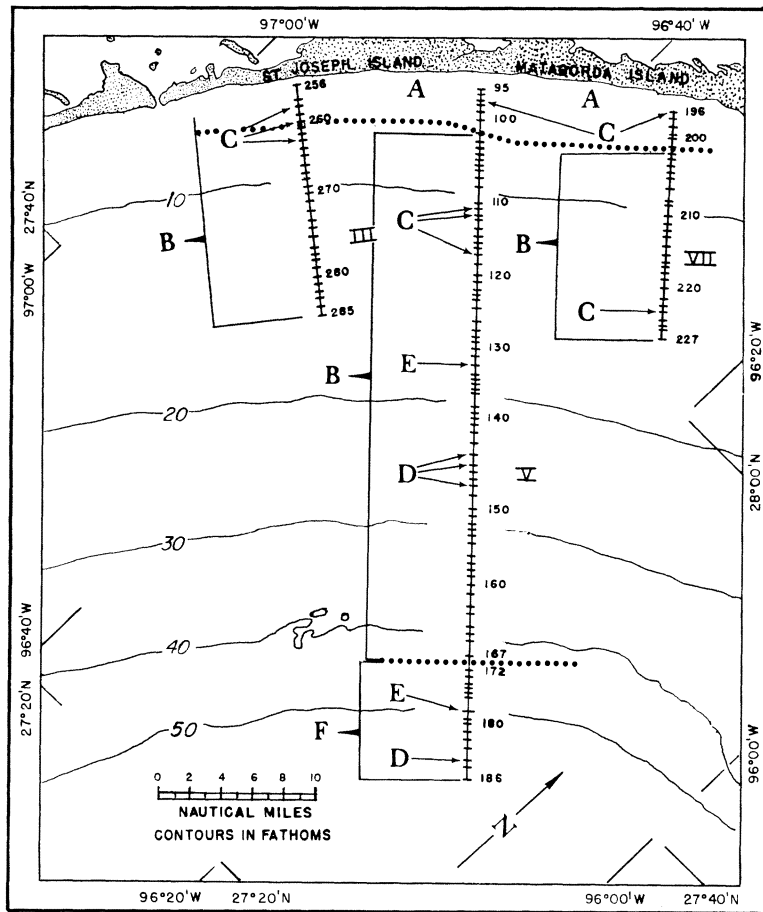 97°00'W
96°40'W
ST JOSEPH ISLAND
MATAGORDA ISLAND
A
A
256
95
196
C
260
100
C
200
27°40'N
10
270
110
210
C
B
III
B
VII
97°00'W
260
120
220
C
265
130
227
E
B
96°20'W
20
140
D
V
28°00'N
150
30
160
96°40'W
40
167
172
27°20'N
E
50
F
180
D
96°00'W
186
0 2 4 6 8 10
NAUTICAL MILES
CONTOURS IN FATHOMS
N
96°20'W
27°20'N
96°00'W
27°40'N